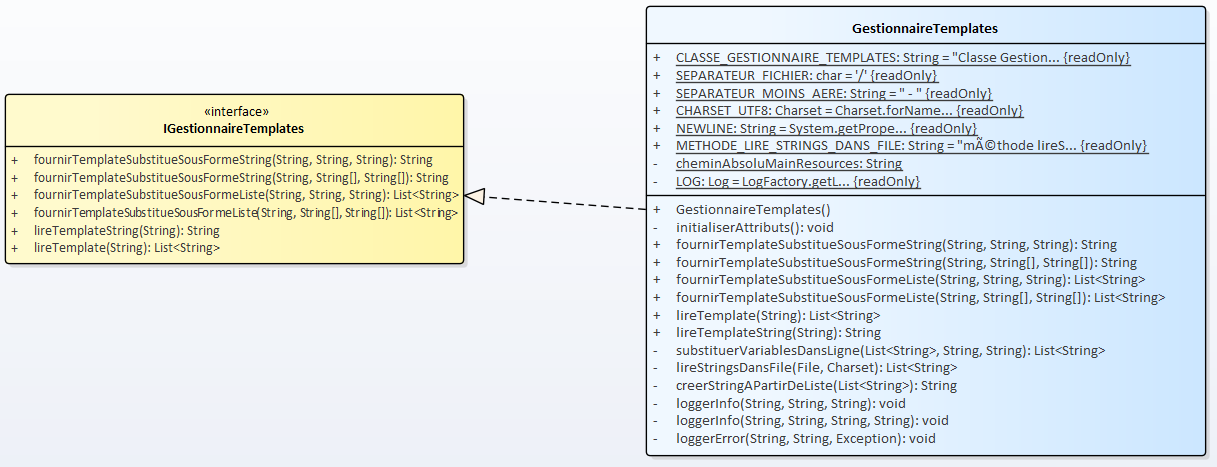 «interface»
IGestionnaireTemplates
+ fournirTemplateSubstitueSousFormeString(String, String, String): String
+ fournirTemplateSubstitueSousFormeString(String, String[], String[]): String
+ fournirTemplateSubstitueSousFormeListe(String, String, String): List<String>
+ fournirTemplateSubstitueSousFormeListe(String, String[], String[]): List<String>
+ lireTemplateString(String): String
+ lireTemplate(String): List<String>
GestionnaireTemplates
+ CLASSE_GESTIONNAIRE_TEMPLATES: String = "Classe Gestion... {readOnly}
+ SEPARATEUR_FICHIER: char = '/' {readOnly}
+ SEPARATEUR_MOINS_AERE: String = " - " {readOnly}
+ CHARSET_UTF8: Charset = Charset.forName... {readOnly}
+ NEWLINE: String = System.getPrope... {readOnly}
+ METHODE_LIRE_STRINGS_DANS_FILE: String = "mÃ©thode lireS... {readOnly}
- cheminAbsoluMainResources: String
- LOG: Log = LogFactory.getL... {readOnly}
+ GestionnaireTemplates()
- initialiserAttributs(): void
+ fournirTemplateSubstitueSousFormeString(String, String, String): String
+ fournirTemplateSubstitueSousFormeString(String, String[], String[]): String
+ fournirTemplateSubstitueSousFormeListe(String, String, String): List<String>
+ fournirTemplateSubstitueSousFormeListe(String, String[], String[]): List<String>
+ lireTemplate(String): List<String>
+ lireTemplateString(String): String
- substituerVariablesDansLigne(List<String>, String, String): List<String>
- lireStringsDansFile(File, Charset): List<String>
- creerStringAPartirDeListe(List<String>): String
- loggerInfo(String, String, String): void
- loggerInfo(String, String, String, String): void
- loggerError(String, String, Exception): void